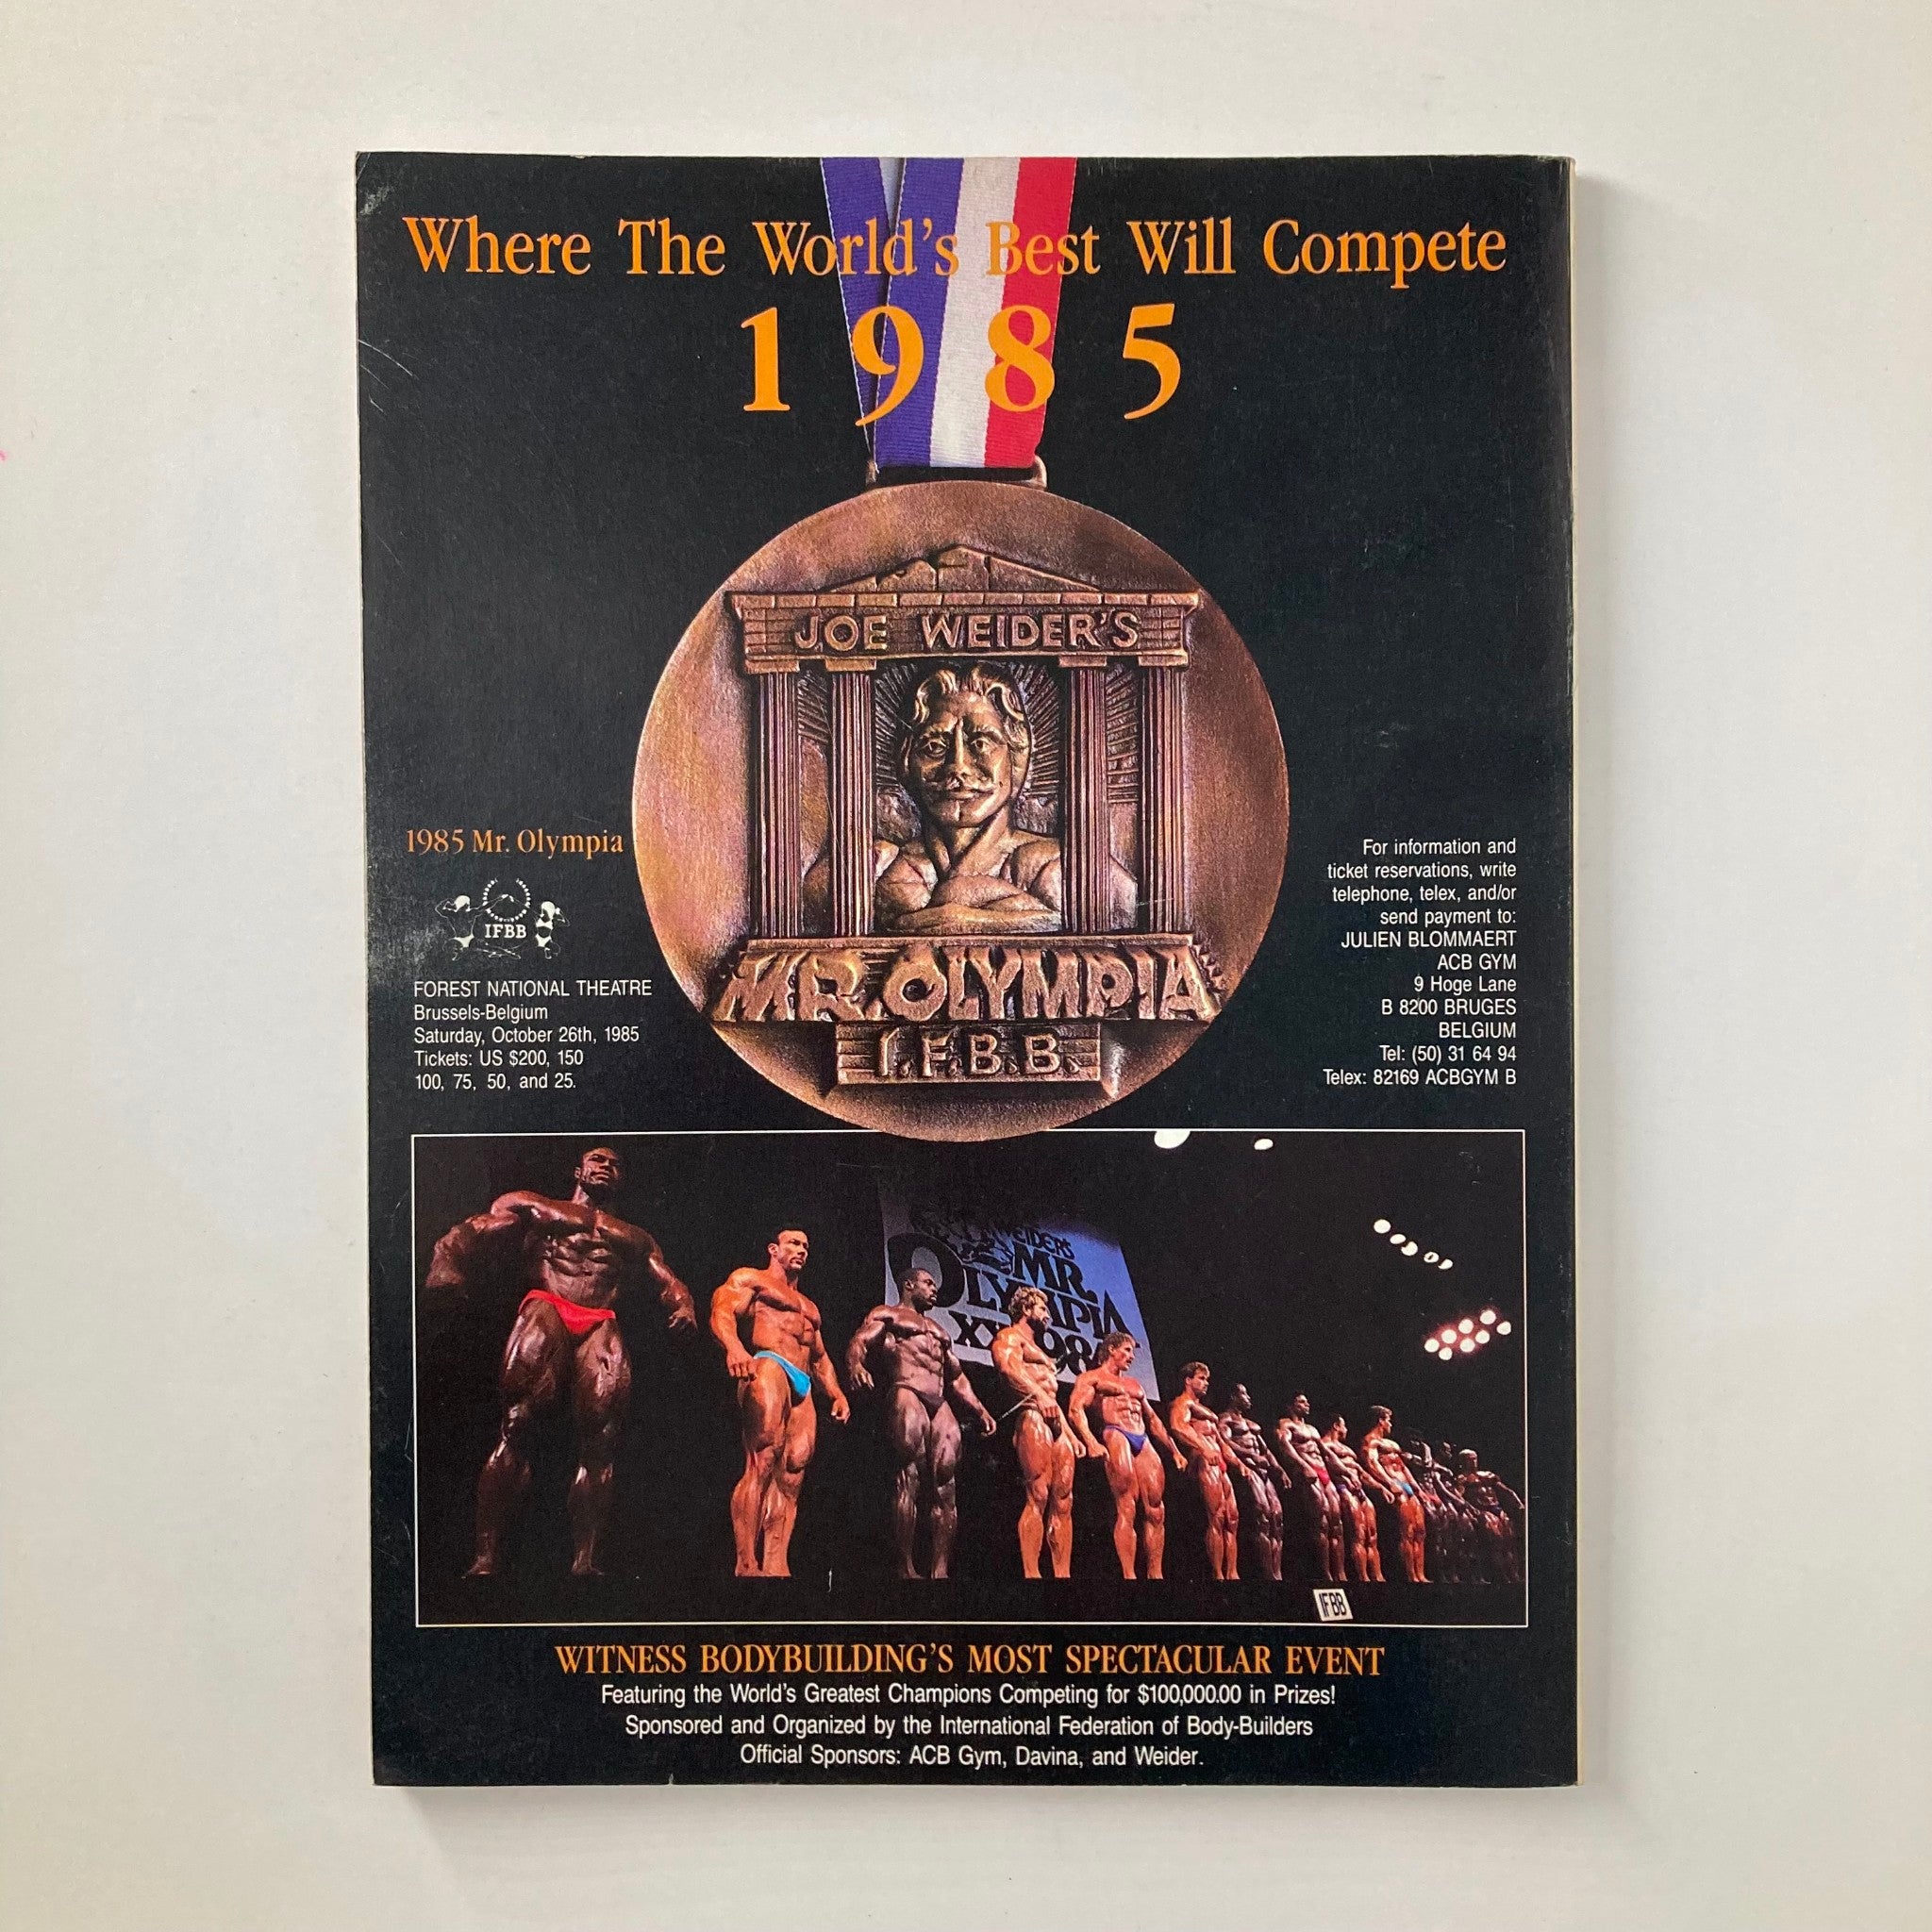 Where The World's Best Will Compete
1985
JOE WEIDER'S
MR. OLYMPIA
I.F.B.B.
1985 Mr. Olympia
IFBB
FOREST NATIONAL THEATRE
Brussels-Belgium
Saturday, October 26th, 1985
Tickets: US $200, 150
100, 75, 50, and 25.
For information and
ticket reservations, write
telephone, telex, and/or
send payment to:
JULIEN BLOMMAERT
ACB GYM
9 Hoge Lane
B 8200 BRUGES
BELGIUM
Tel: (50) 31 64 94
Telex: 82169 ACBGYM B
WEIDER'S
MR.
OLYMPIA
IFBB
WITNESS BODYBUILDING'S MOST SPECTACULAR EVENT
Featuring the World's Greatest Champions Competing for $100,000.00 in Prizes!
Sponsored and Organized by the International Federation of Body-Builders
Official Sponsors: ACB Gym, Davina, and Weider.